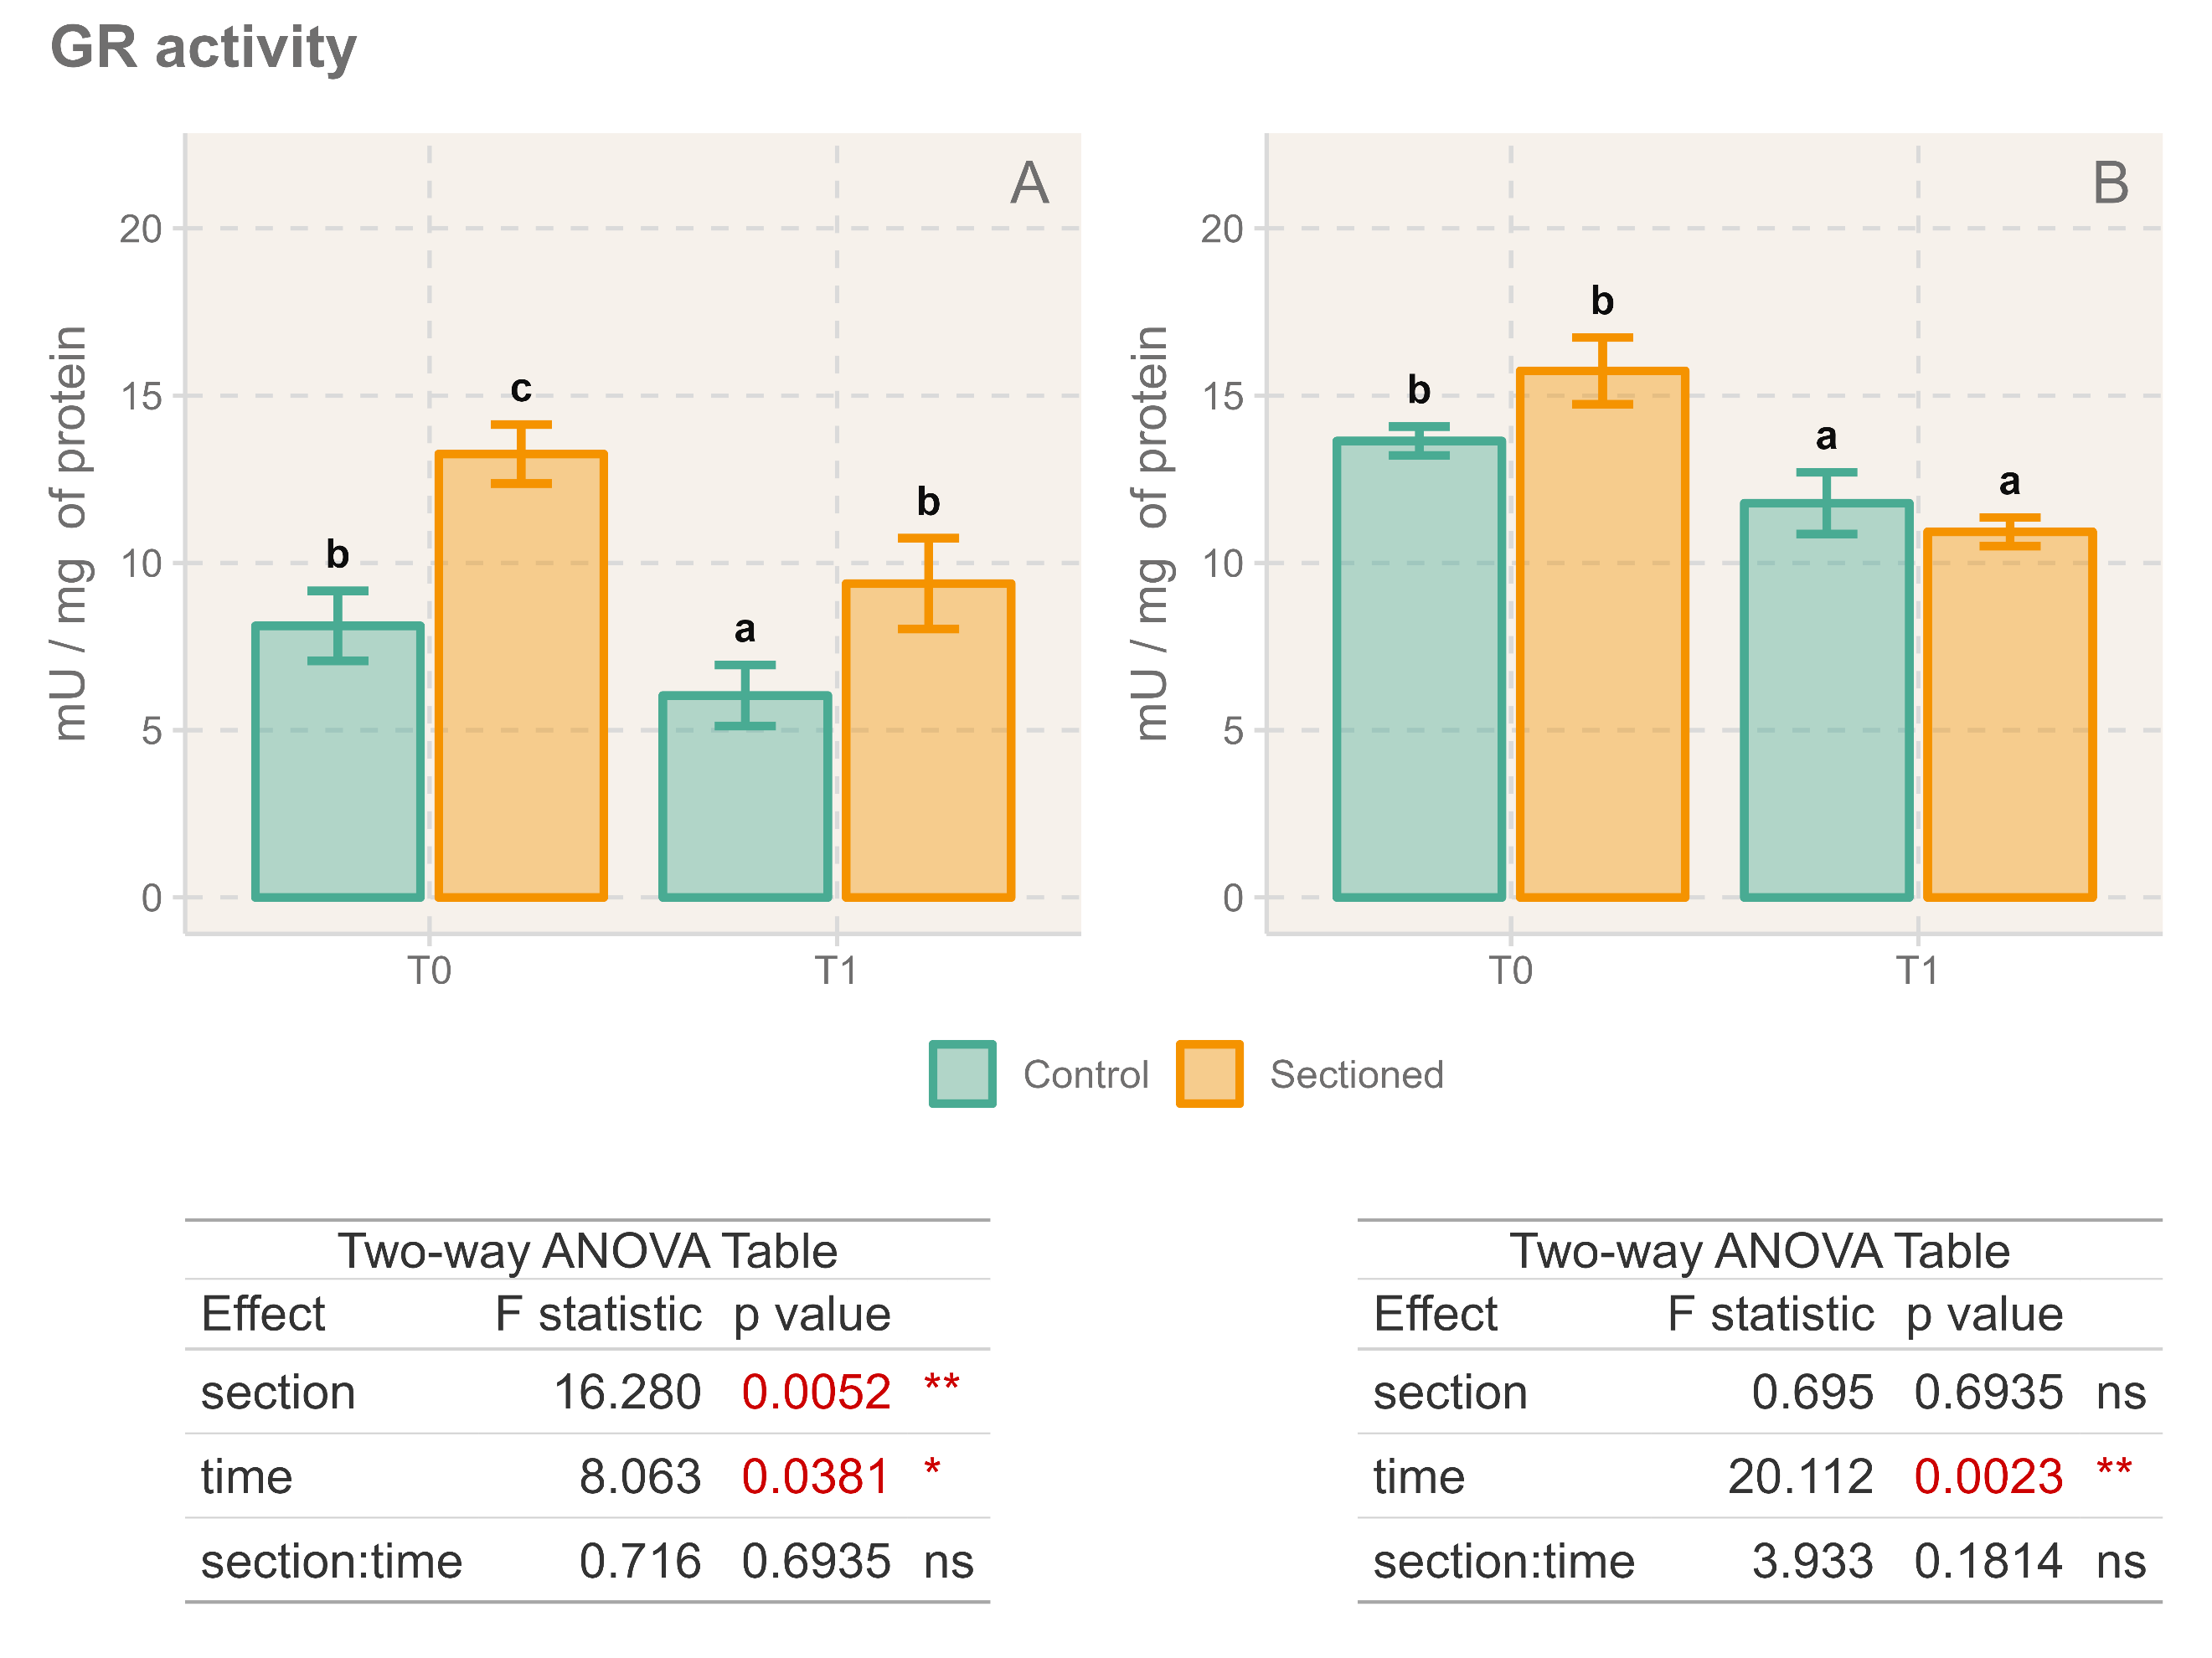 GR activity
A
mU / mg of protein
20
15
10
5
0
b
c
a
b
T0
T1
B
mU / mg of protein
20
15
10
5
0
b
b
a
a
T0
T1
Control
Sectioned
Two-way ANOVA Table
Effect F statistic p value
section 16.280 0.0052 **
time 8.063 0.0381 *
section:time 0.716 0.6935 ns
Two-way ANOVA Table
Effect F statistic p value
section 0.695 0.6935 ns
time 20.112 0.0023 **
section:time 3.933 0.1814 ns